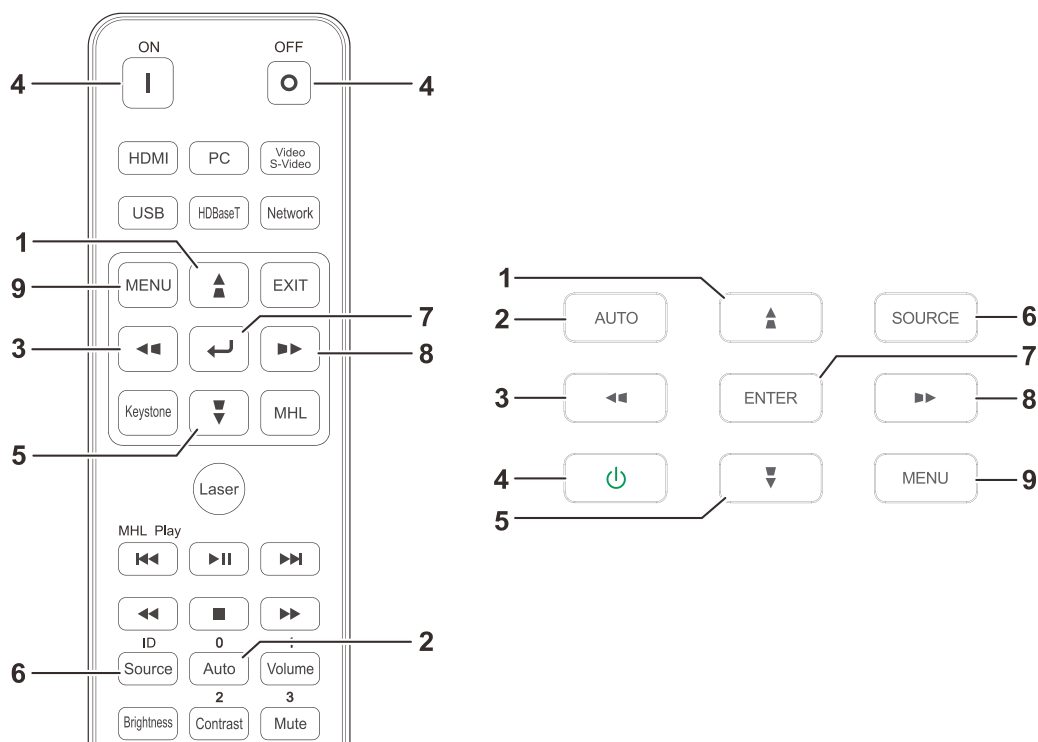 ON OFF
4 4
HDMI PC Video
S-Video
USB HDBaseT Network
1
9 MENU EXIT
7
3 8
Keystone MHL
5
Laser
MHL Play
ID 0 2
6 Source Auto Volume
2 3
Brightness Contrast Mute
1
2 AUTO SOURCE 6
7
3 ENTER 8
4 MENU 9
5